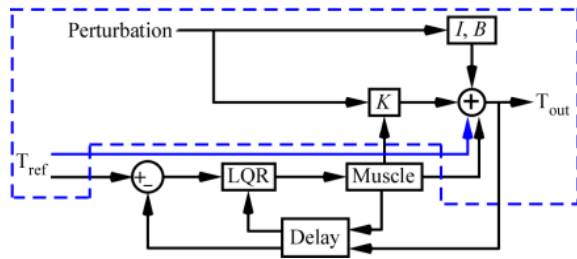 Perturbation
I, B
K
+
T_out
T_ref
+
−
LQR
Muscle
Delay